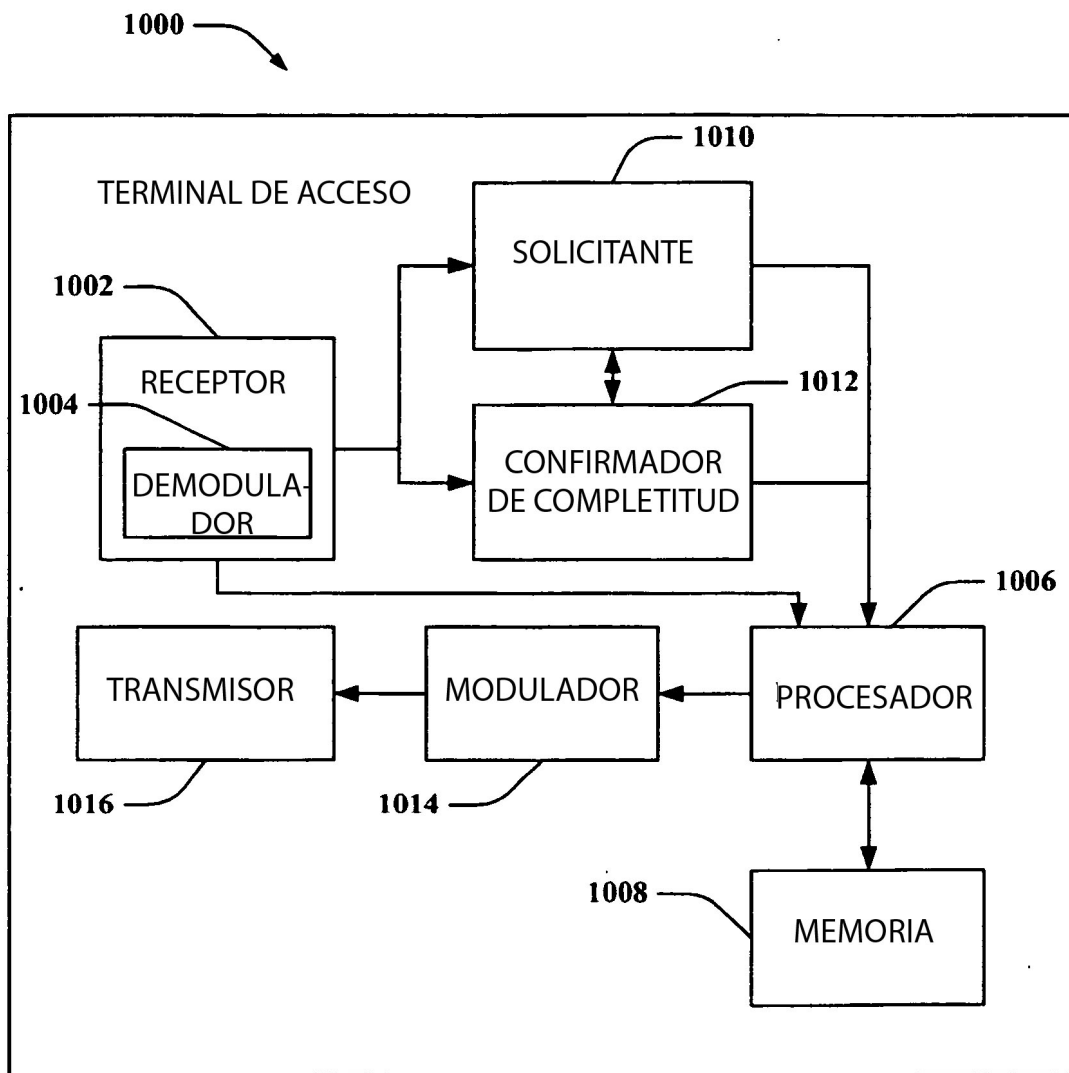 1000
1010
TERMINAL DE ACCESO
SOLICITANTE
1002
RECEPTOR
1012
1004
CONFIRMADOR
DE COMPLETITUD
DEMODULA-
DOR
1006
TRANSMISOR
MODULADOR
PROCESADOR
1016
1014
1008
MEMORIA